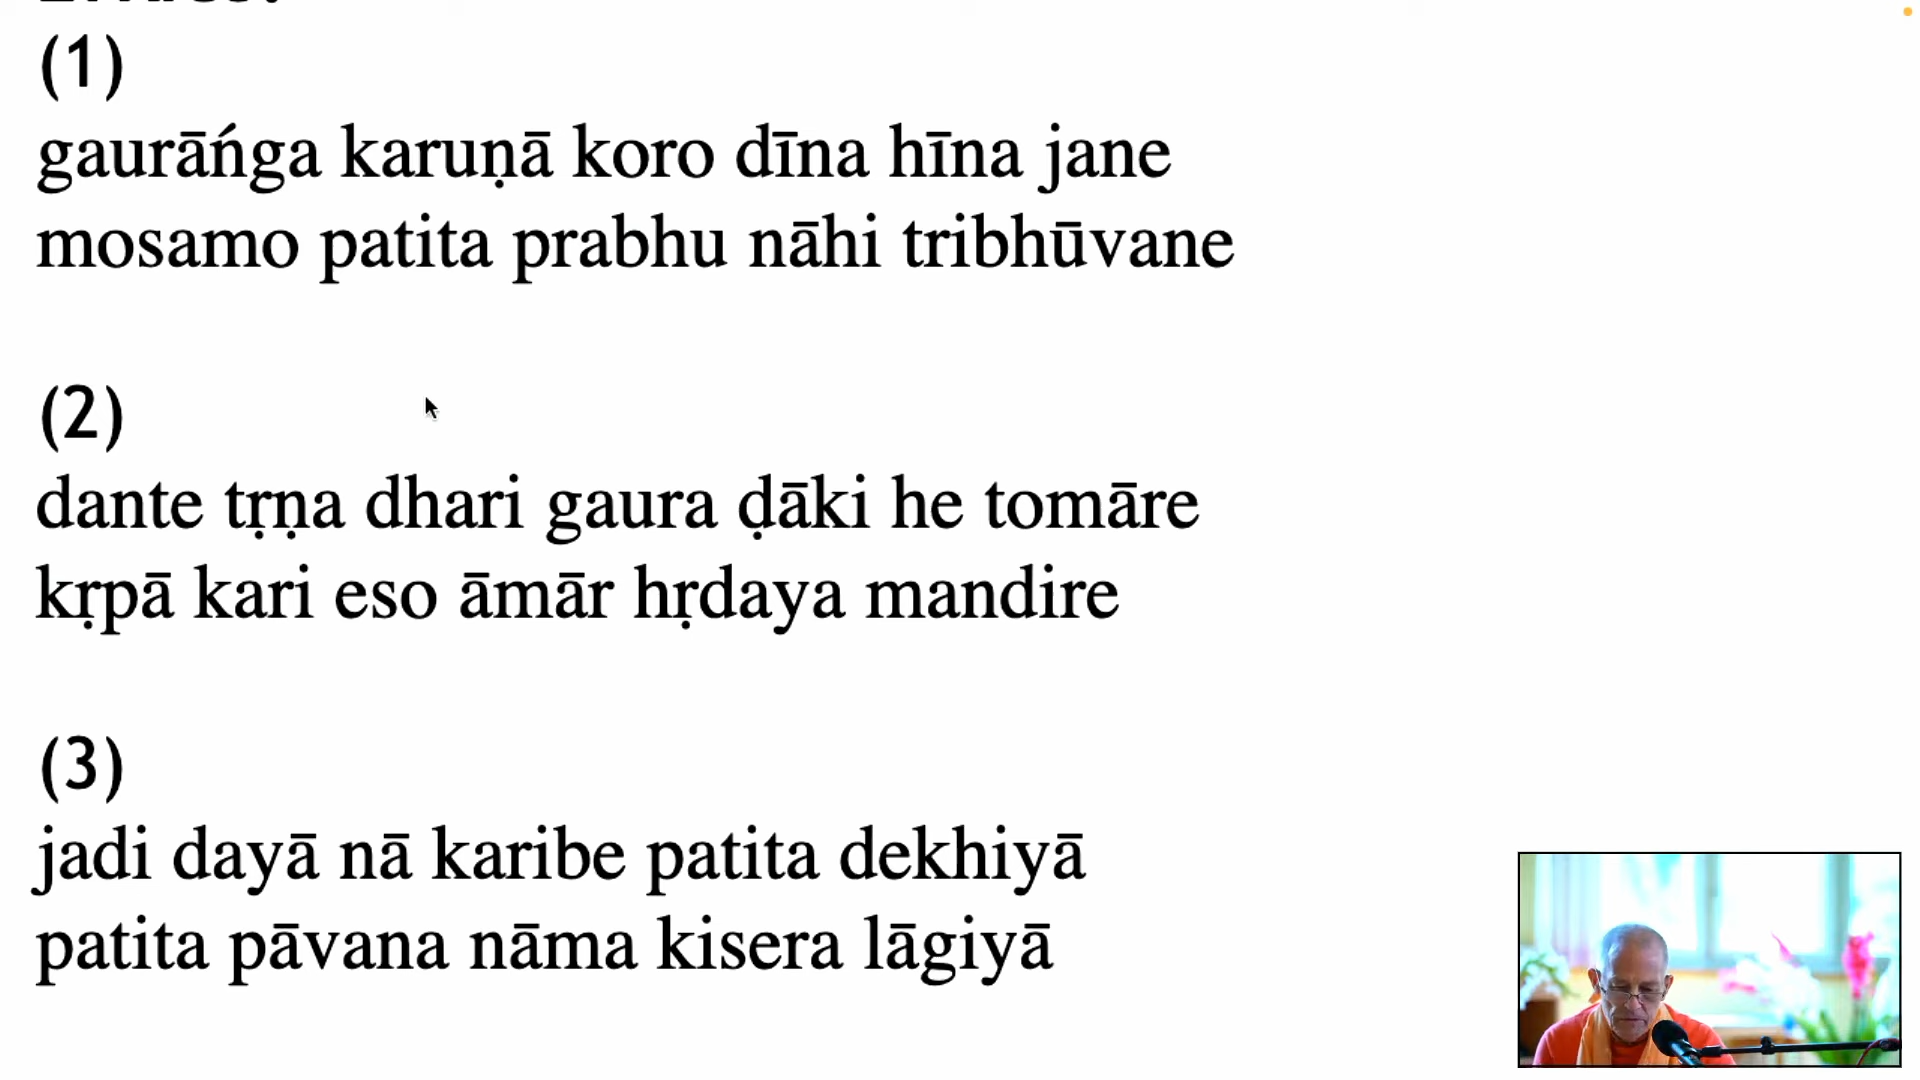 (1)
gaurāńga karuṇā koro dīna hīna jane
mosamo patita prabhu nāhi tribhūvane
(2)
dante tṛṇa dhari gaura ḍāki he tomāre
kṛpā kari eso āmār hṛdaya mandire
(3)
jadi dayā nā karibe patita dekhiyā
patita pāvana nāma kisera lāgiyā